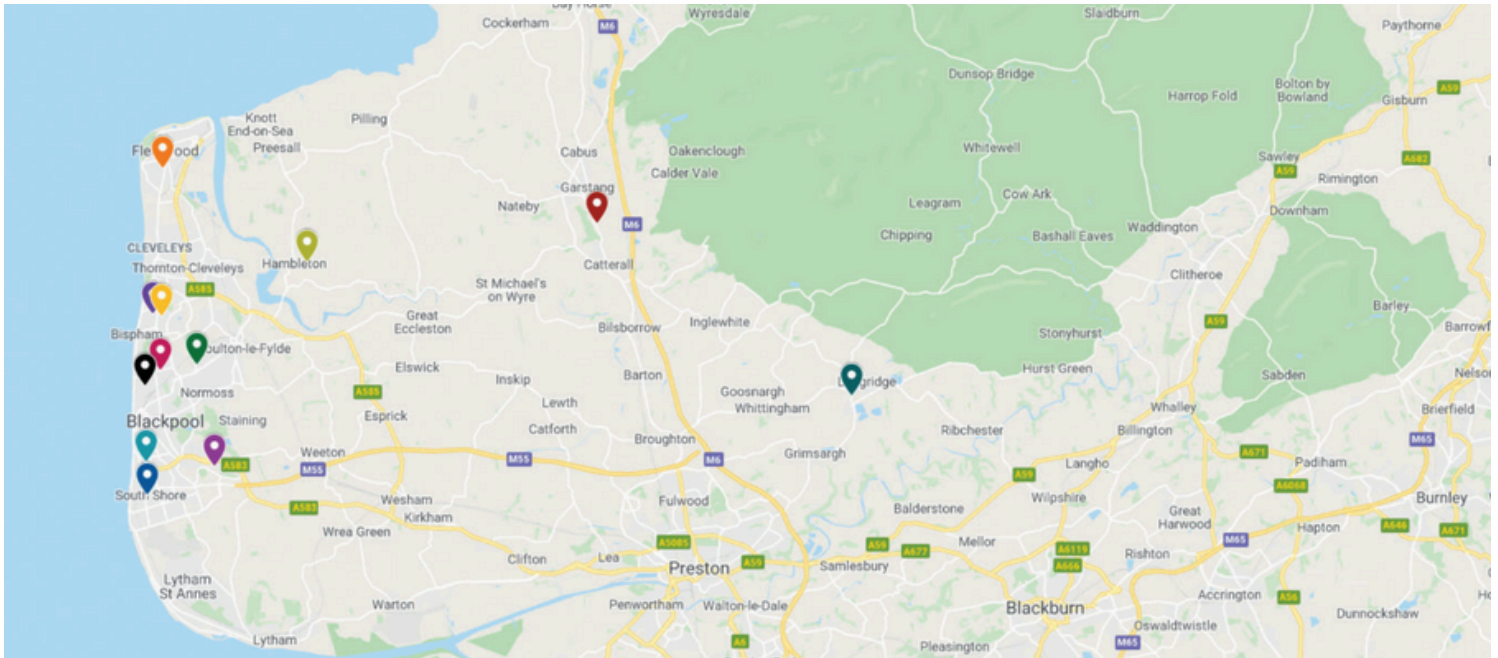 Bay Horse
Wyresdale
Slaidburn
Cockerham
M6
Paythorne
Dunsop Bridge
Harrop Fold
Bolton by
Bowland
A59
Gisburn
Knott
End-on-Sea
Pilling
Preesall
Cabus
Oakenclough
Whitewell
Sawley
A59
A682
Calder Vale
Rimington
Garstang
Cow Ark
Nateby
Leagram
Downham
M6
Waddington
Chipping
Bashall Eaves
CLEVELEYS
Hambleton
Catterall
Thornton-Cleveleys
Clitheroe
St Michael's
on Wyre
A585
Barley
Great
Eccleston
Bilsborrow
Inglewhite
A59
Bispham
Stonyhurst
oulton-le-Fylde
Elswick
Barton
Hurst Green
Sabden
Inskip
Normoss
A585
Goosnargh
Whittingham
Lewth
Whalley
Brierfield
Blackpool
Staining
Esprick
Catforth
Ribchester
Billington
Broughton
M65
Weeton
Grimsargh
A671
M55
M55
M6
A583
Langho
Padiham
A59
A6068
South Shore
Wesham
Fulwood
Wilpshire
Burnley
A583
Kirkham
Balderstone
Great
Harwood
Hapton
A646
A671
Wrea Green
A5085
A59
A59
A677
Mellor
A6119
Rishton
M65
Clifton
Lea
Preston
Samlesbury
A666
Lytham
St Annes
Accrington
A56
Warton
Penwortham
Walton-le-Dale
Blackburn
Dunnockshaw
Oswaldtwistle
Lytham
A6
Pleasington
M65